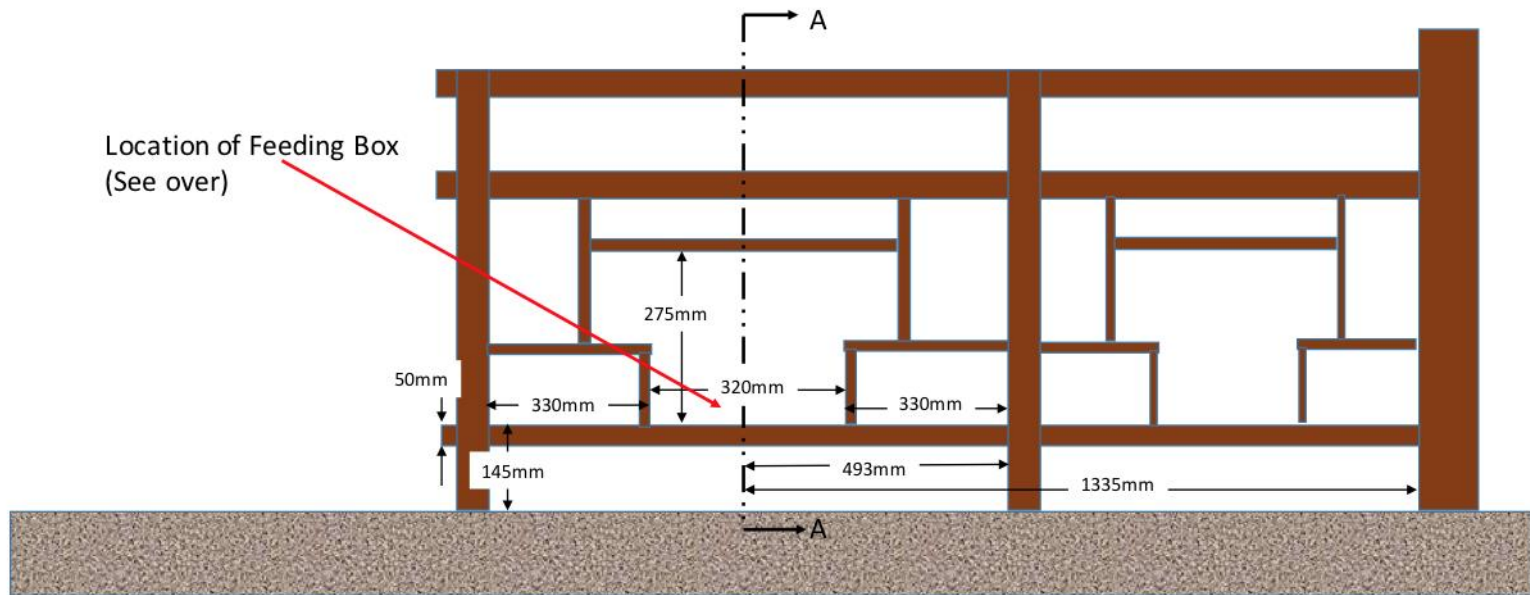 A
Location of Feeding Box
(See over)
275mm
50mm
320mm
330mm
330mm
145mm
493mm
1335mm
A